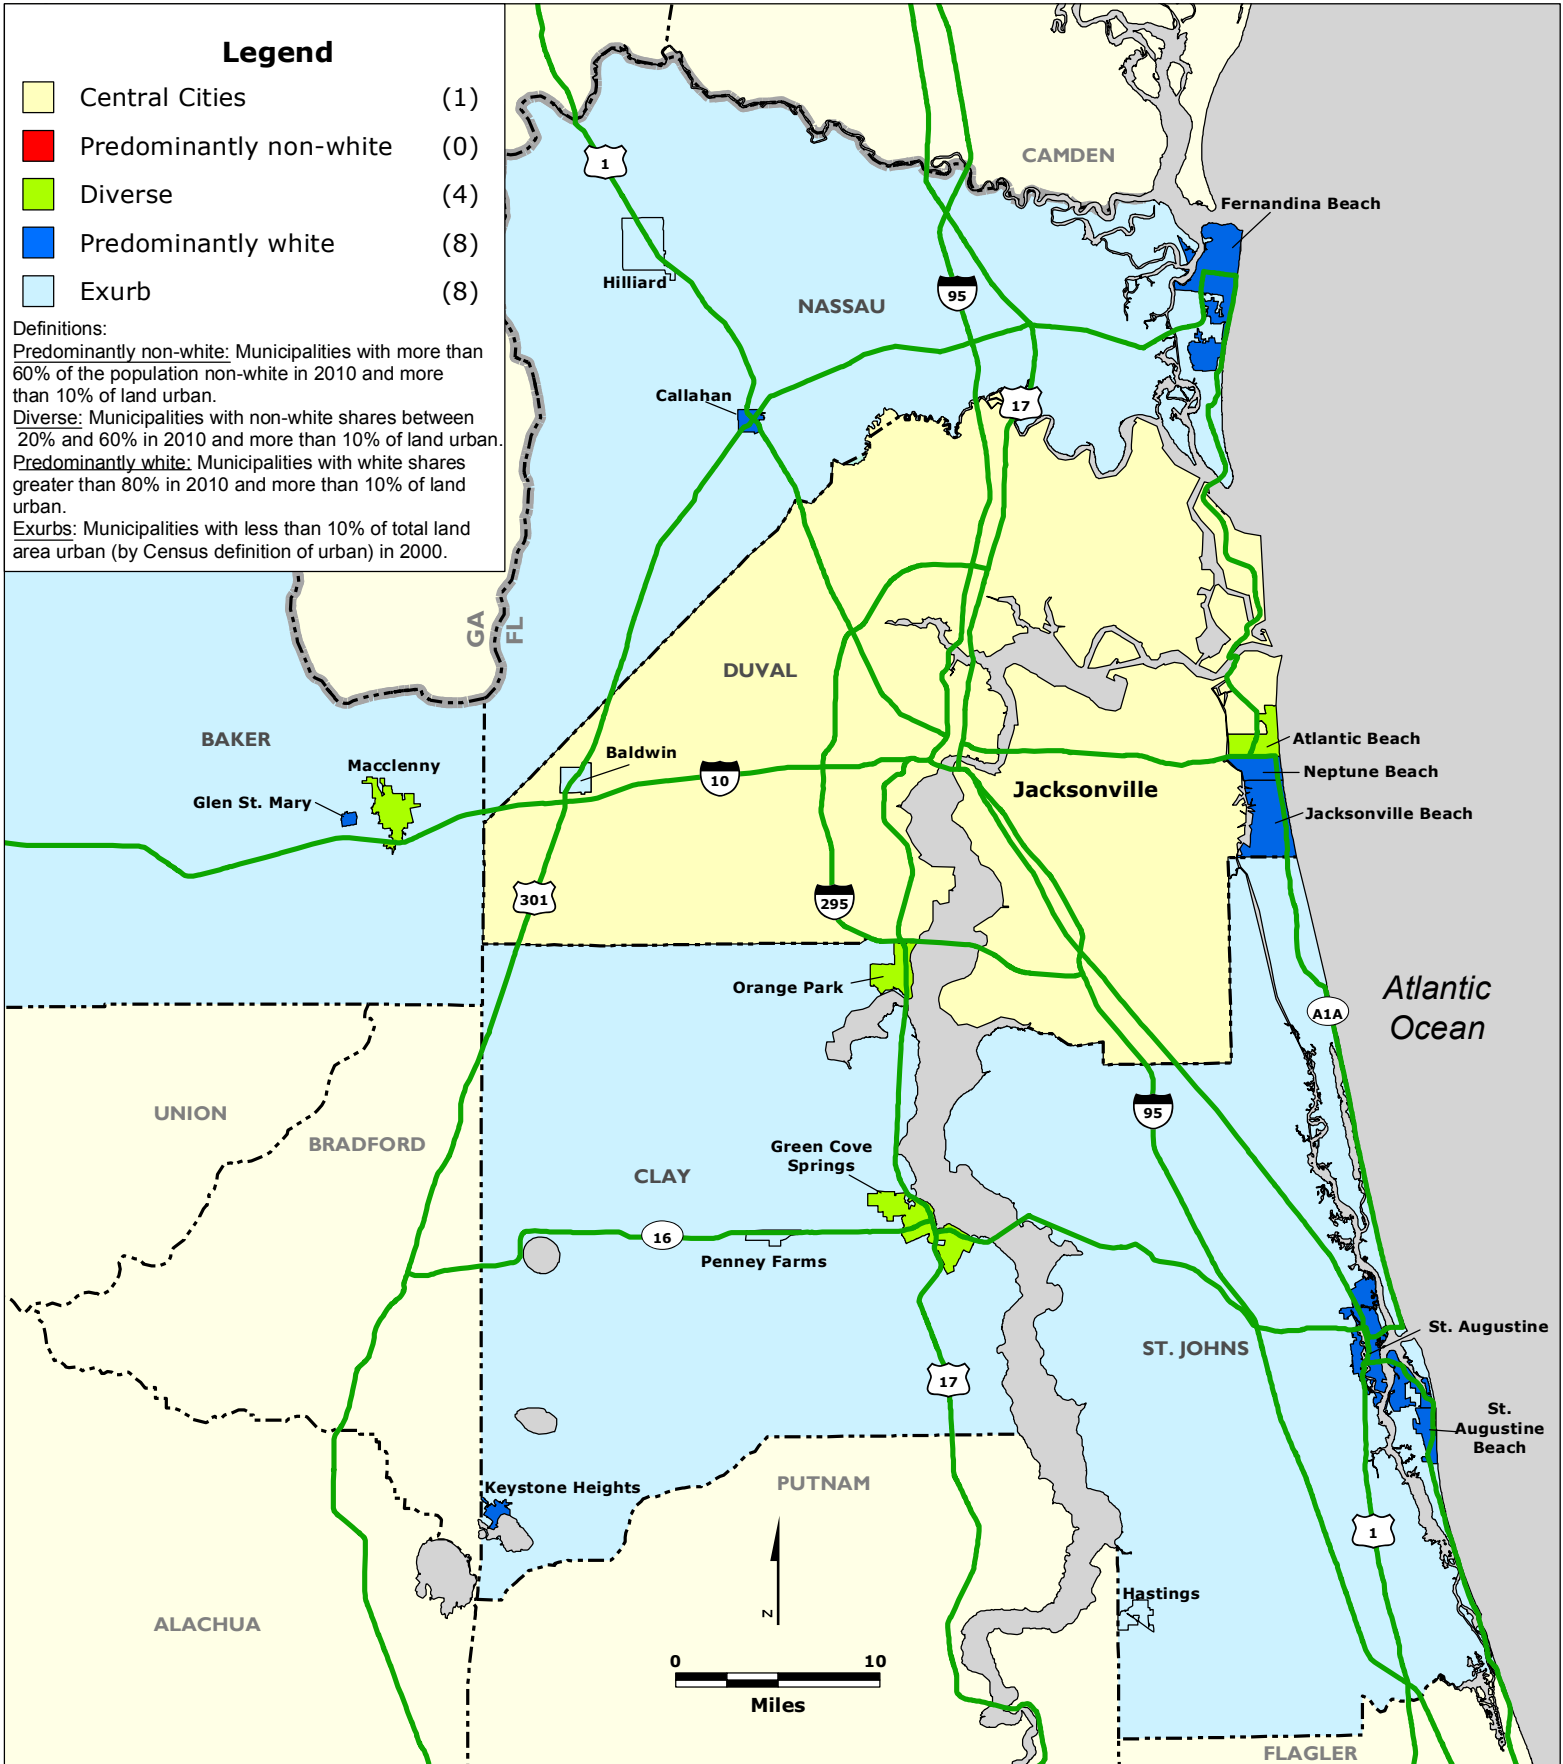 Legend
Central Cities (1)
Predominantly non-white (0)
Diverse (4)
Predominantly white (8)
Exurb (8)
Definitions:
Predominantly non-white: Municipalities with more than
60% of the population non-white in 2010 and more
than 10% of land urban.
Diverse: Municipalities with non-white shares between
20% and 60% in 2010 and more than 10% of land urban.
Predominantly white: Municipalities with white shares
greater than 80% in 2010 and more than 10% of land
urban.
Exurbs: Municipalities with less than 10% of total land
area urban (by Census definition of urban) in 2000.
CAMDEN
1
Fernandina Beach
Hilliard
95
NASSAU
Callahan
17
GA
FL
DUVAL
BAKER
Baldwin
Atlantic Beach
Macclenny
10
Neptune Beach
Glen St. Mary
Jacksonville
Jacksonville Beach
301
295
Orange Park
Atlantic
Ocean
A1A
UNION
95
BRADFORD
Green Cove
Springs
CLAY
16
Penney Farms
St. Augustine
ST. JOHNS
17
St.
Augustine
Beach
Keystone Heights
PUTNAM
1
N
Hastings
ALACHUA
0 10
Miles
FLAGLER